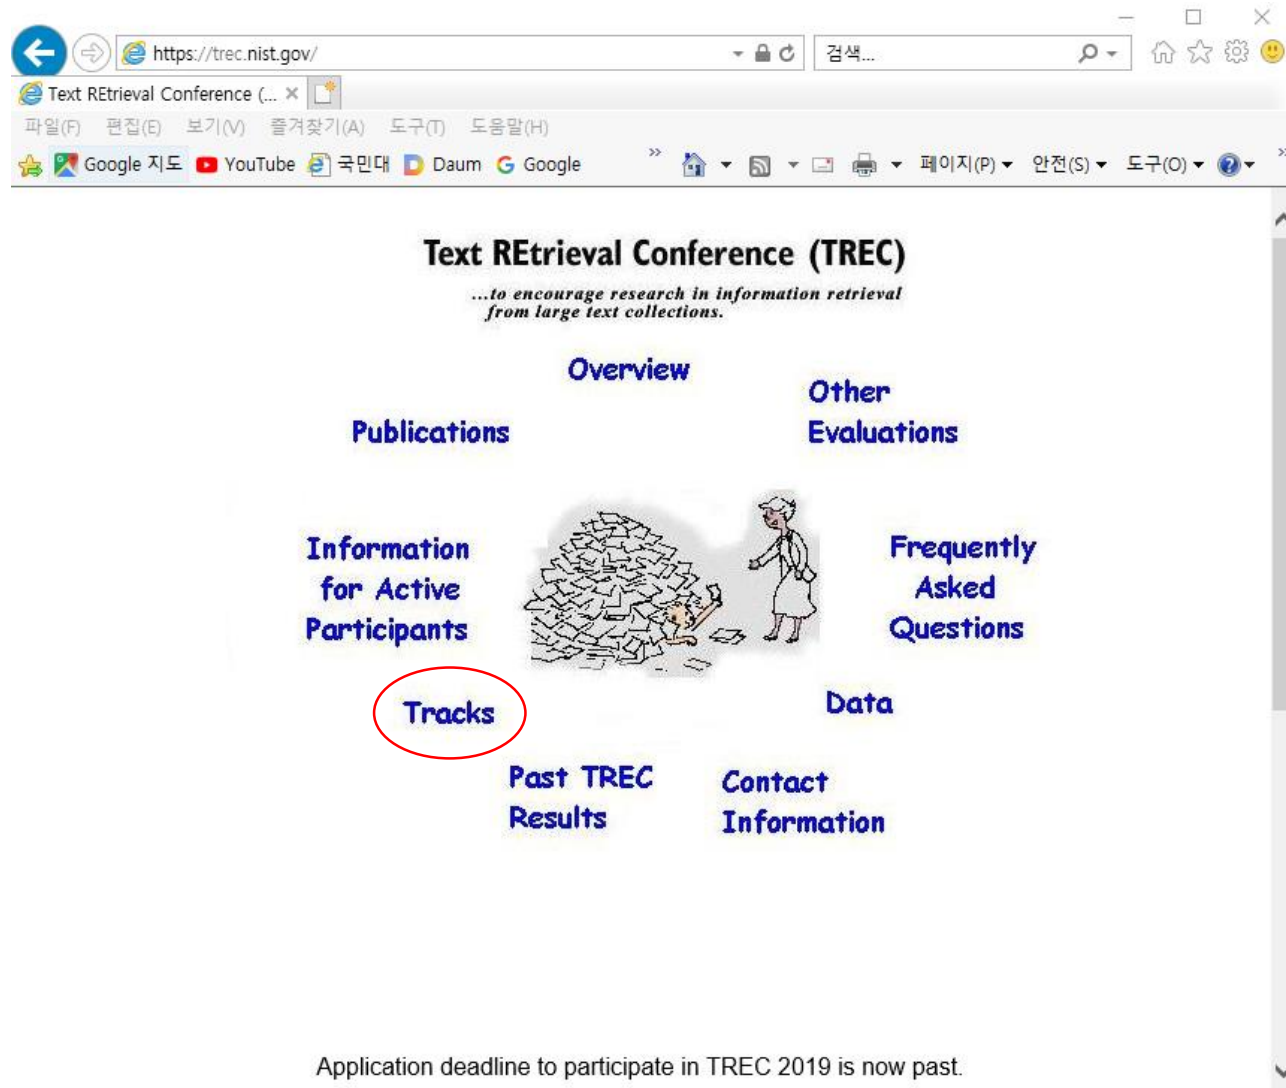 https://trec.nist.gov/
검색...
Text REtrieval Conference (...
파일(F) 편집(E) 보기(V) 즐겨찾기(A) 도구(T) 도움말(H)
Google 지도 YouTube 국민대 Daum Google » 페이지(P) 안전(S) 도구(O) »
Text REtrieval Conference (TREC)
...to encourage research in information retrieval
from large text collections.
Overview
Other
Evaluations
Publications
Information
for Active
Participants
Frequently
Asked
Questions
Tracks
Data
Past TREC
Results
Contact
Information
Application deadline to participate in TREC 2019 is now past.